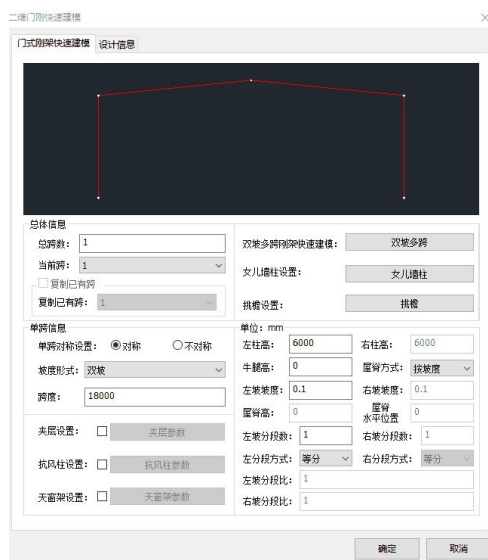 二维门刚快速建模
门式刚架快速建模 设计信息
总体信息
总跨数： 1
当前跨： 1
复制已有跨
复制已有跨： 1
双坡多跨刚架快速建模： 双坡多跨
女儿墙柱设置： 女儿墙柱
挑檐设置： 挑檐
单跨信息
单跨对称设置： 对称 不对称
坡度形式： 双坡
跨度： 18000
夹层设置： 夹层参数
抗风柱设置： 抗风柱参数
天窗架设置： 天窗架参数
单位：mm
左柱高： 6000 右柱高： 6000
牛腿高： 0 屋脊方式： 按坡度
左坡坡度： 0.1 右坡坡度： 0.1
屋脊高： 0 屋脊
水平位置 0
左坡分段数： 1 右坡分段数： 1
左分段方式： 等分 右分段方式： 等分
左坡分段比： 1
右坡分段比： 1
确定 取消